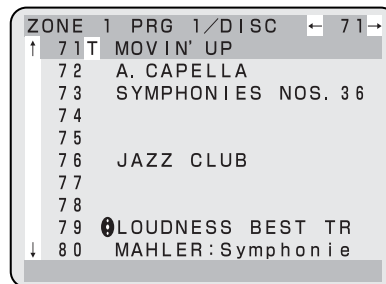 ZONE 1 PRG 1/DISC ← 71→
↑ 71 T MOVIN' UP
72 A. CAPELLA
73 SYMPHONIES NOS. 36
74
75
76 JAZZ CLUB
77
78
79 LOUDNESS BEST TR
↓ 80 MAHLER:Symphonie